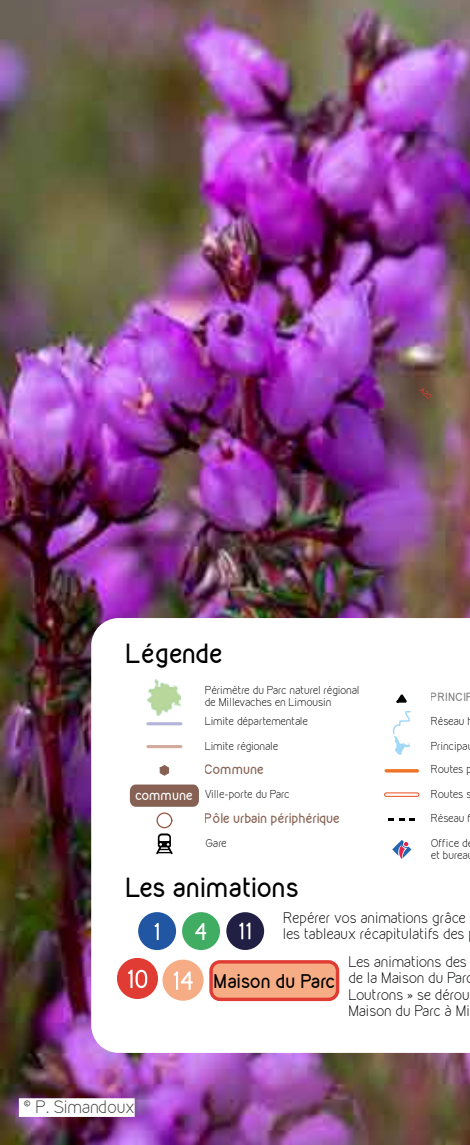 Légende
Périmètre du Parc naturel régional
de Millevaches en Limousin
Limite départementale
Limite régionale
Commune
commune Ville-porte du Parc
Pôle urbain périphérique
Gare
PRINCIP
Réseau
Principau
Routes p
Routes s
Réseau f
Office de
et bureau
Les animations
1 4 11
Repérer vos animations grâce
les tableaux récapitulatifs des
10 14 Maison du Parc
Les animations des
de la Maison du Parc
Loutrons » se dérou
Maison du Parc à Mi
© P. Simandoux